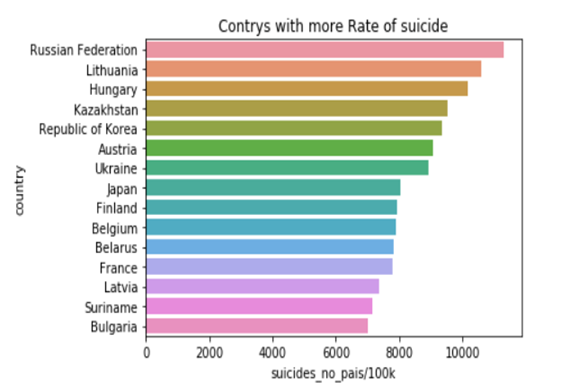 Contrys with more Rate of suicide
Russian Federation
Lithuania
Hungary
Kazakhstan
Republic of Korea
Austria
Ukraine
Japan
Finland
Belgium
Belarus
France
Latvia
Suriname
Bulgaria
country
0 2000 4000 6000 8000 10000
suicides_no_pais/100k